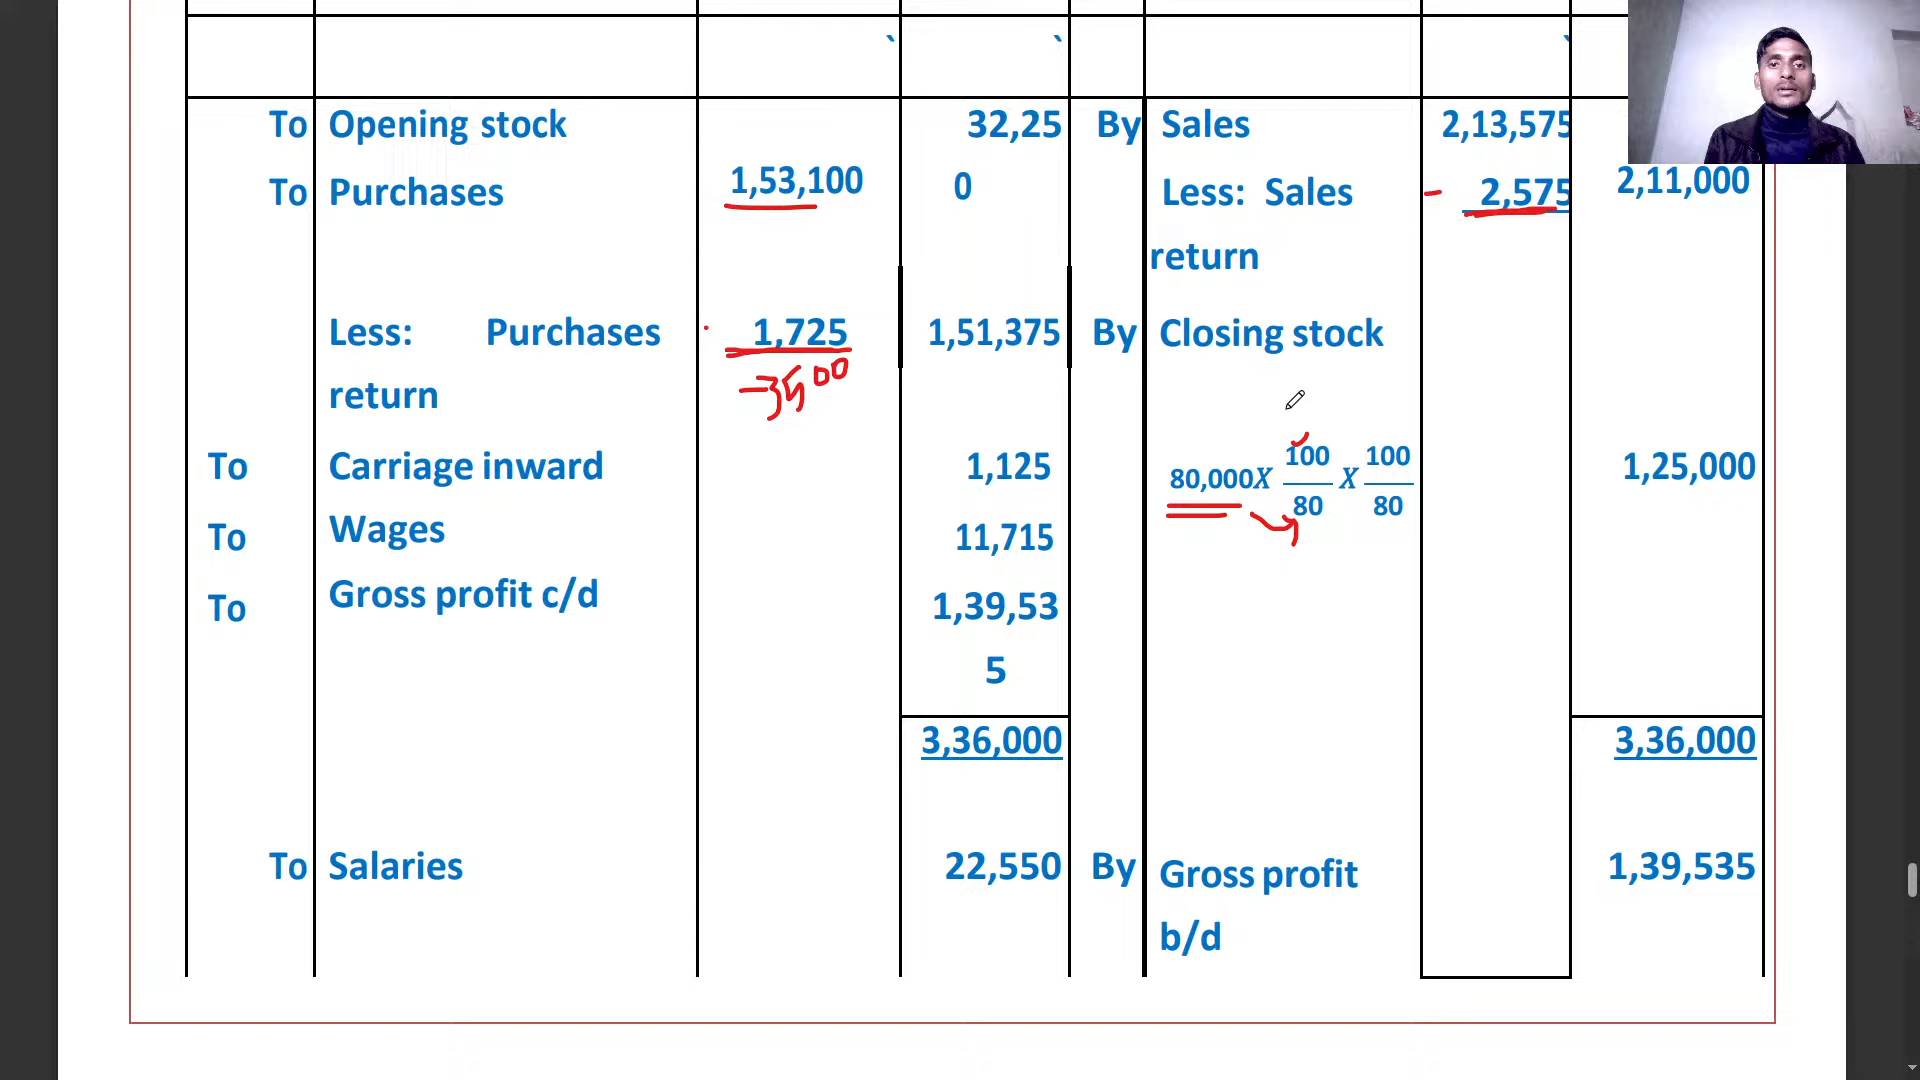 ` ` `
To Opening stock 32,25 By Sales 2,13,575
To Purchases 1,53,100 0 Less: Sales - 2,575 2,11,000
return
Less: Purchases 1,725 1,51,375 By Closing stock
return -3500
To Carriage inward 1,125 80,000X 100/80 X 100/80 1,25,000
To Wages 11,715
To Gross profit c/d 1,39,53
5
3,36,000 3,36,000
To Salaries 22,550 By Gross profit 1,39,535
b/d